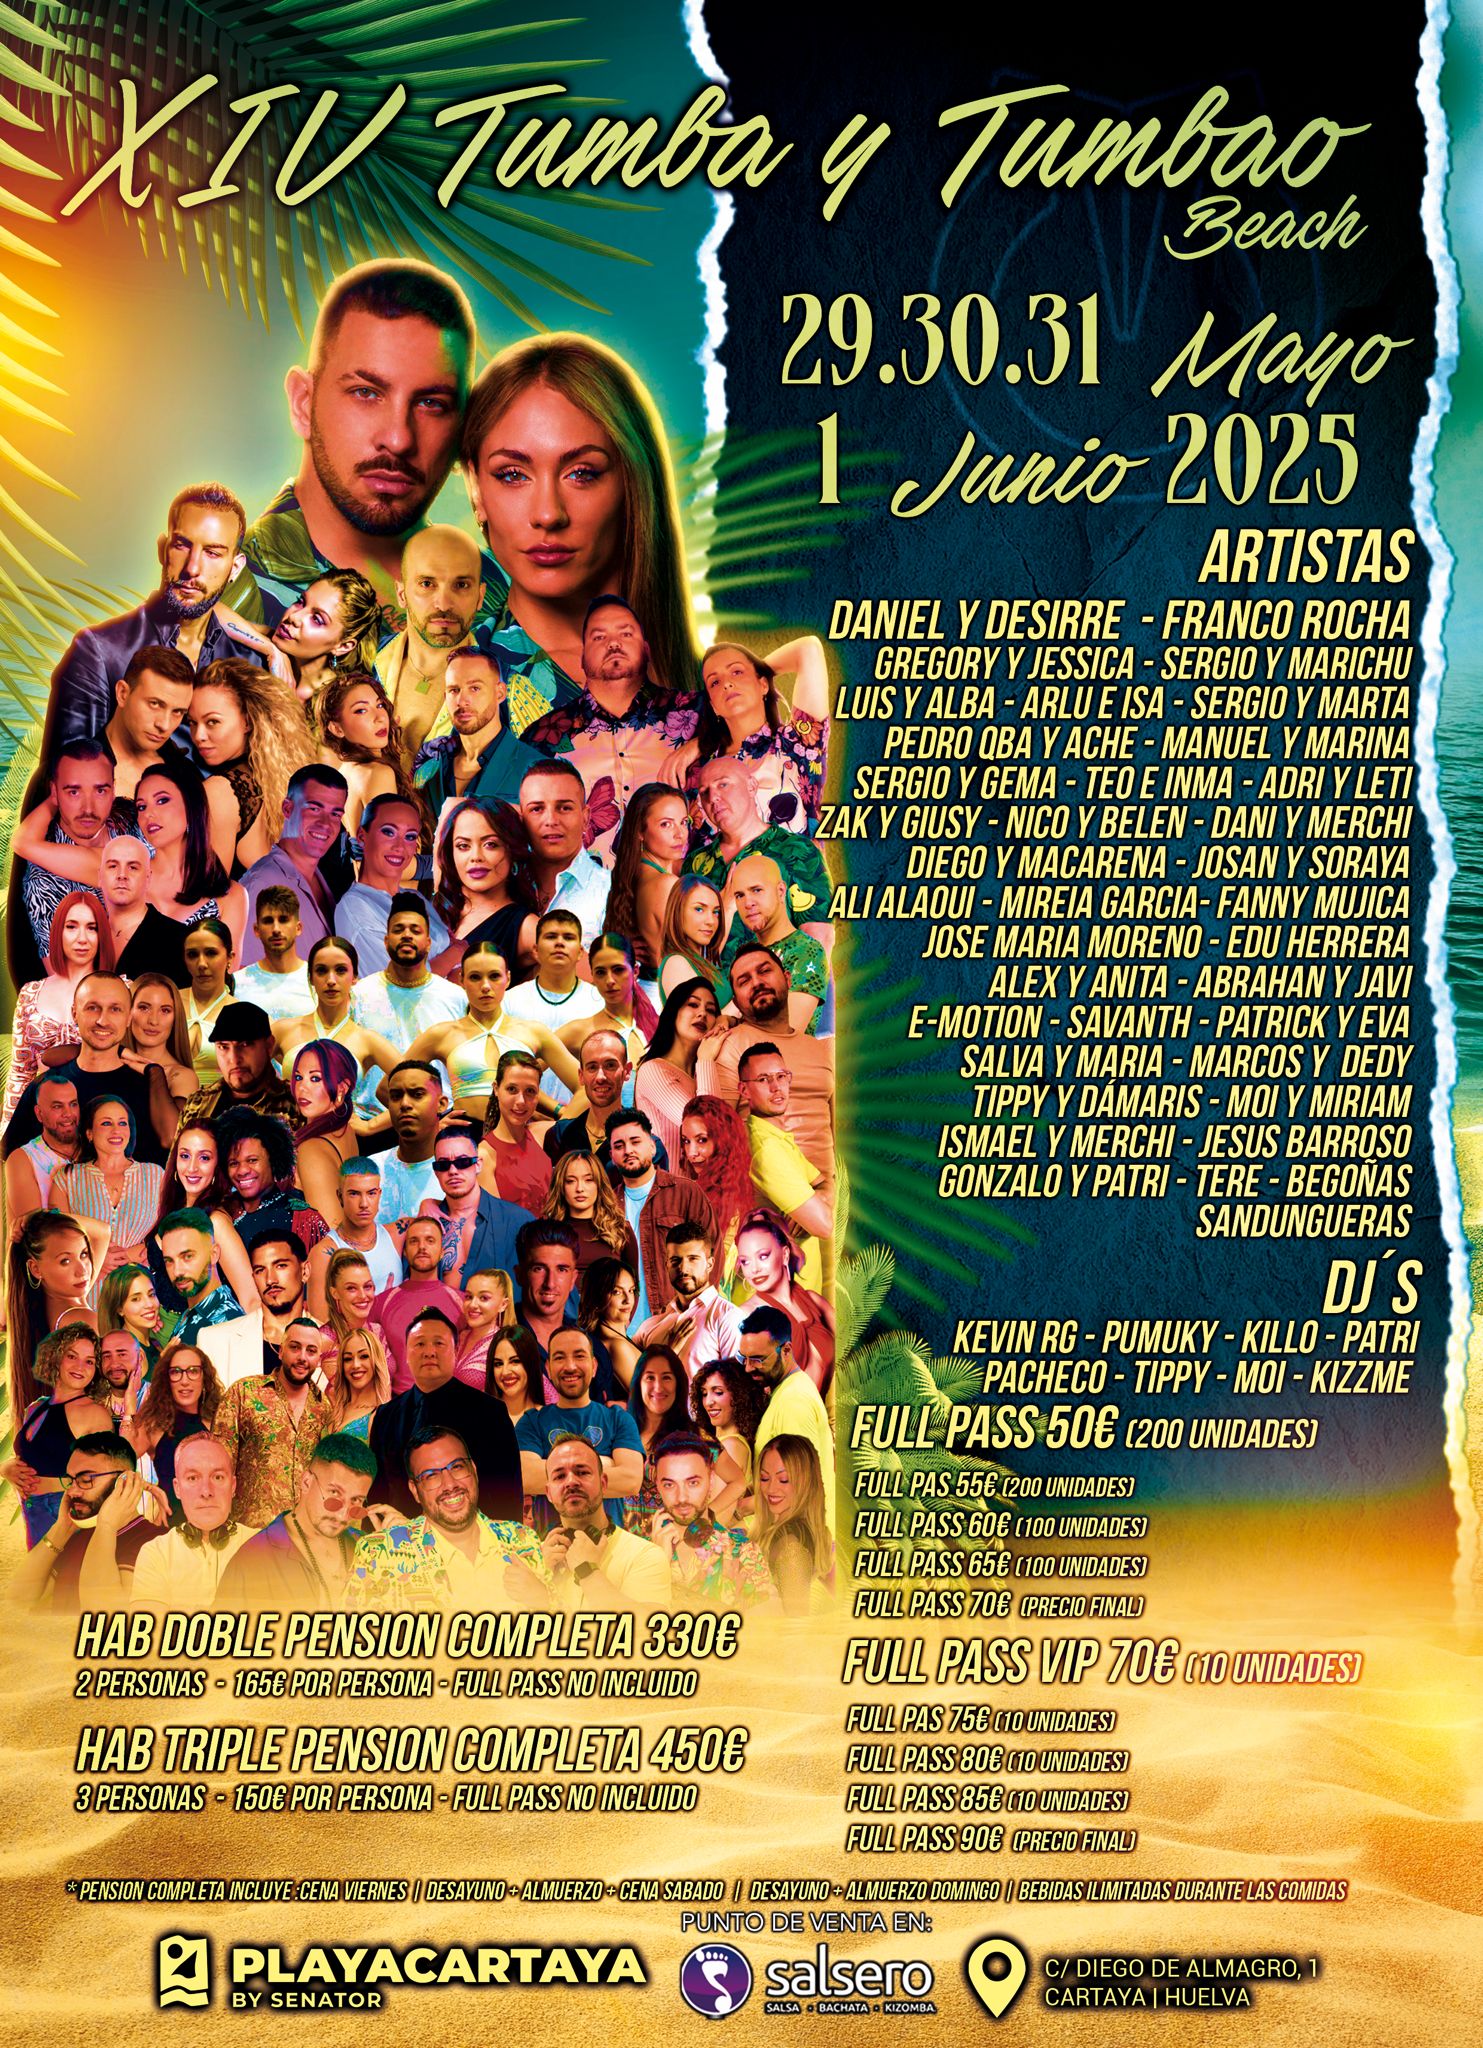 XIV Tumba y Tumbao
Beach
29.30.31 Mayo
1 Junio 2025
ARTISTAS
DANIEL Y DESIRRE - FRANCO ROCHA
GREGORY Y JESSICA - SERGIO Y MARICHU
LUIS Y ALBA - ARLU E ISA - SERGIO Y MARTA
PEDRO QBA Y ACHE - MANUEL Y MARINA
SERGIO Y GEMA - TEO E INMA - ADRI Y LETI
ZAK Y GIUSY - NICO Y BELEN - DANI Y MERCHI
DIEGO Y MACARENA - JOSAN Y SORAYA
ALI ALAOUI - MIREIA GARCIA- FANNY MUJICA
JOSE MARIA MORENO - EDU HERRERA
ALEX Y ANITA - ABRAHAN Y JAVI
E-MOTION - SAVANTH - PATRICK Y EVA
SALVA Y MARIA - MARCOS Y DEDY
TIPPY Y DÁMARIS - MOI Y MIRIAM
ISMAEL Y MERCHI - JESUS BARROSO
GONZALO Y PATRI - TERE - BEGOÑAS
SANDUNGUERAS
DJ´S
KEVIN RG - PUMUKY - KILLO - PATRI
PACHECO - TIPPY - MOI - KIZZME
FULL PASS 50€ (200 UNIDADES)
FULL PAS 55€ (200 UNIDADES)
FULL PASS 60€ (100 UNIDADES)
FULL PASS 65€ (100 UNIDADES)
FULL PASS 70€ (PRECIO FINAL)
FULL PASS VIP 70€ (10 UNIDADES)
FULL PAS 75€ (10 UNIDADES)
FULL PASS 80€ (10 UNIDADES)
FULL PASS 85€ (10 UNIDADES)
FULL PASS 90€ (PRECIO FINAL)
HAB DOBLE PENSION COMPLETA 330€
2 PERSONAS - 165€ POR PERSONA - FULL PASS NO INCLUIDO
HAB TRIPLE PENSION COMPLETA 450€
3 PERSONAS - 150€ POR PERSONA - FULL PASS NO INCLUIDO
* PENSION COMPLETA INCLUYE :CENA VIERNES | DESAYUNO + ALMUERZO + CENA SABADO | DESAYUNO + ALMUERZO DOMINGO | BEBIDAS ILIMITADAS DURANTE LAS COMIDAS
PUNTO DE VENTA EN:
PLAYACARTAYA
BY SENATOR
salsero
SALSA · BACHATA · KIZOMBA
C/ DIEGO DE ALMAGRO, 1
CARTAYA | HUELVA